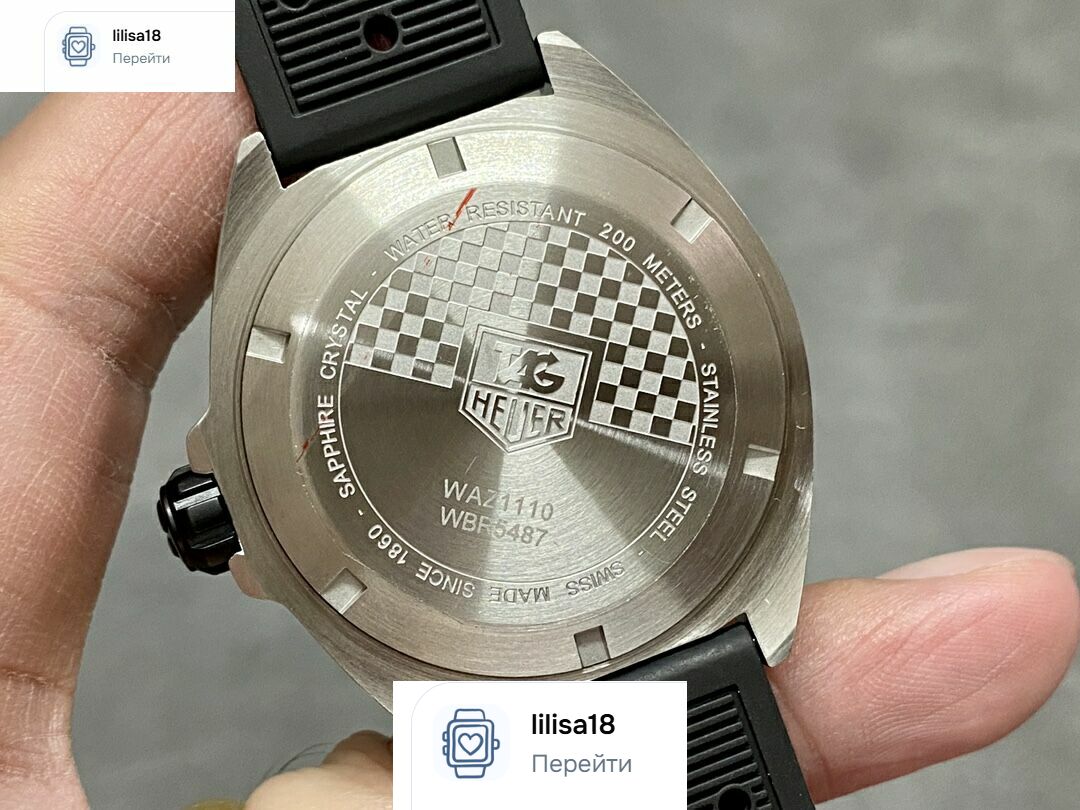 lilisa18
Перейти
SAPPHIRE CRYSTAL - WATER RESISTANT 200 METERS - STAINLESS STEEL -
TAG
HEUER
WAZ1110
WBR5487
SWISS MADE SINCE 1860 -
lilisa18
Перейти